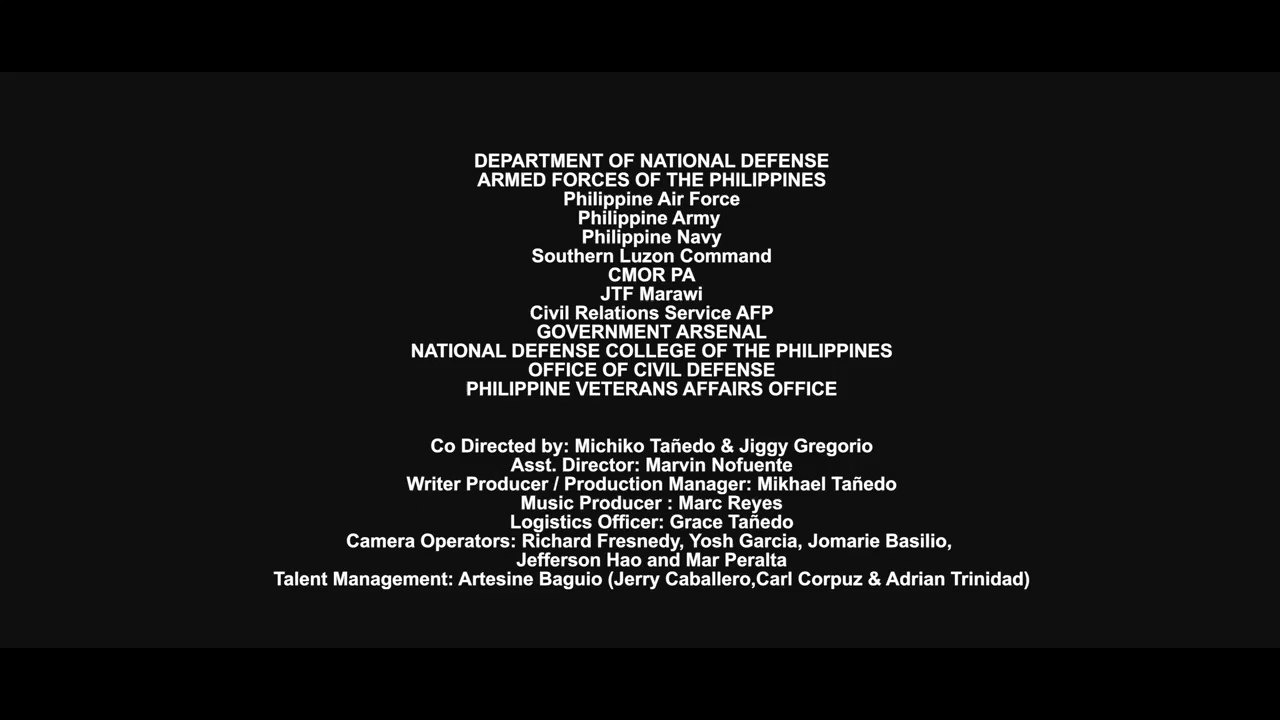 DEPARTMENT OF NATIONAL DEFENSE
ARMED FORCES OF THE PHILIPPINES
Philippine Air Force
Philippine Army
Philippine Navy
Southern Luzon Command
CMOR PA
JTF Marawi
Civil Relations Service AFP
GOVERNMENT ARSENAL
NATIONAL DEFENSE COLLEGE OF THE PHILIPPINES
OFFICE OF CIVIL DEFENSE
PHILIPPINE VETERANS AFFAIRS OFFICE
Co Directed by: Michiko Tañedo & Jiggy Gregorio
Asst. Director: Marvin Nofuente
Writer Producer / Production Manager: Mikhael Tañedo
Music Producer : Marc Reyes
Logistics Officer: Grace Tañedo
Camera Operators: Richard Fresnedy, Yosh Garcia, Jomarie Basilio,
Jefferson Hao and Mar Peralta
Talent Management: Artesine Baguio (Jerry Caballero,Carl Corpuz & Adrian Trinidad)